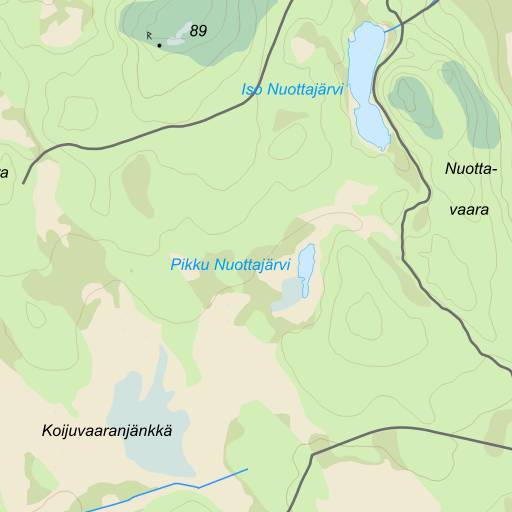 R 89
Iso Nuottajärvi
Nuotta-
vaara
Pikku Nuottajärvi
Koijuvaaranjänkkä